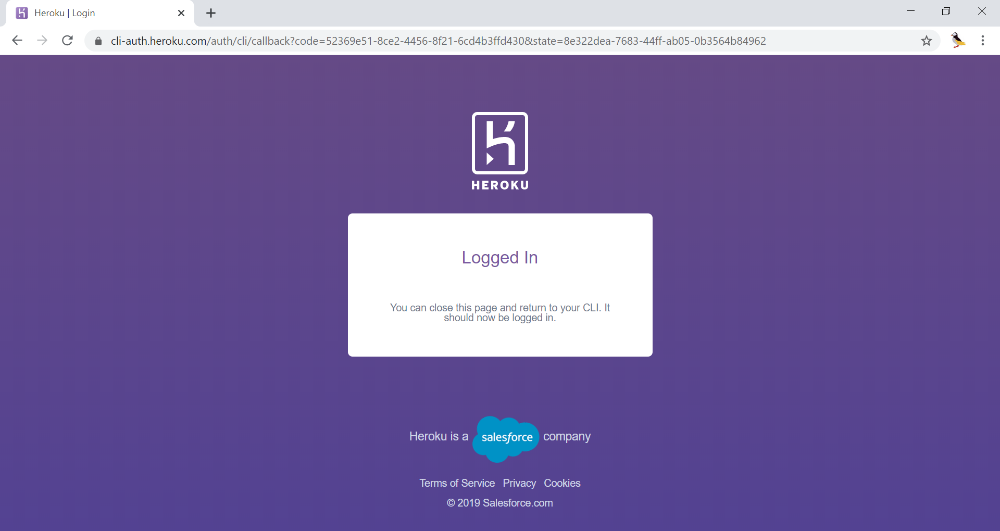 Heroku | Login
cli-auth.heroku.com/auth/cli/callback?code=52369e51-8ce2-4456-8f21-6cd4b3ffd430&state=8e322dea-7683-44ff-ab05-0b3564b84962
HEROKU
Logged In
You can close this page and return to your CLI. It
should now be logged in.
Heroku is a salesforce company
Terms of Service Privacy Cookies
© 2019 Salesforce.com